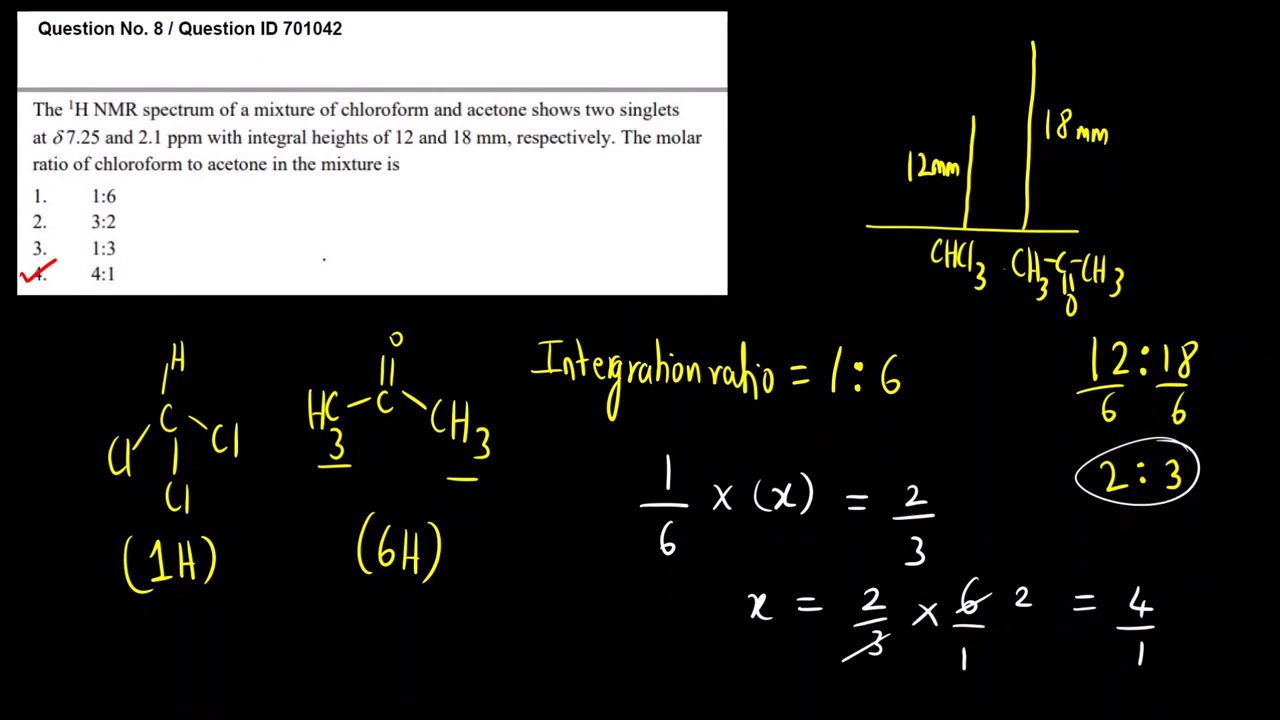 Question No. 8 / Question ID 701042
The ¹H NMR spectrum of a mixture of chloroform and acetone shows two singlets
at δ 7.25 and 2.1 ppm with integral heights of 12 and 18 mm, respectively. The molar
ratio of chloroform to acetone in the mixture is
1. 1:6
2. 3:2
3. 1:3
4. 4:1
12mm
18mm
CHCl3
CH3-C-CH3
O
H
C
Cl
Cl
Cl
(1H)
O
H3C C CH3
(6H)
Intergration ratio = 1 : 6
1/6 × (x) = 2/3
x = 2/3 × 6/1 2 = 4/1
12/6 : 18/6
2 : 3